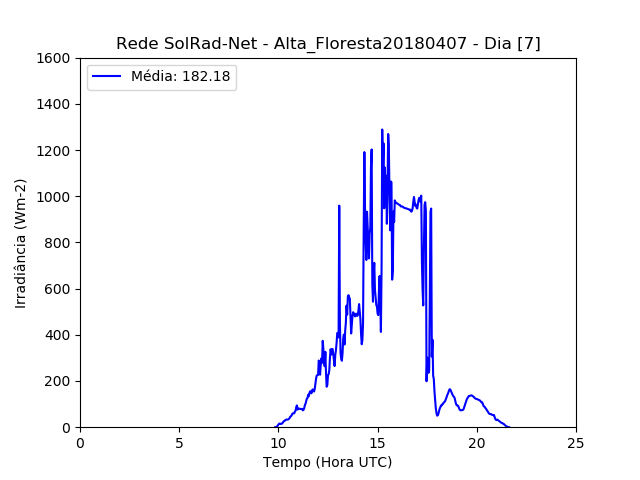 Rede SolRad-Net - Alta_Floresta20180407 - Dia [7]
Média: 182.18
Irradiância (Wm-2)
1600
1400
1200
1000
800
600
400
200
0
0 5 10 15 20 25
Tempo (Hora UTC)